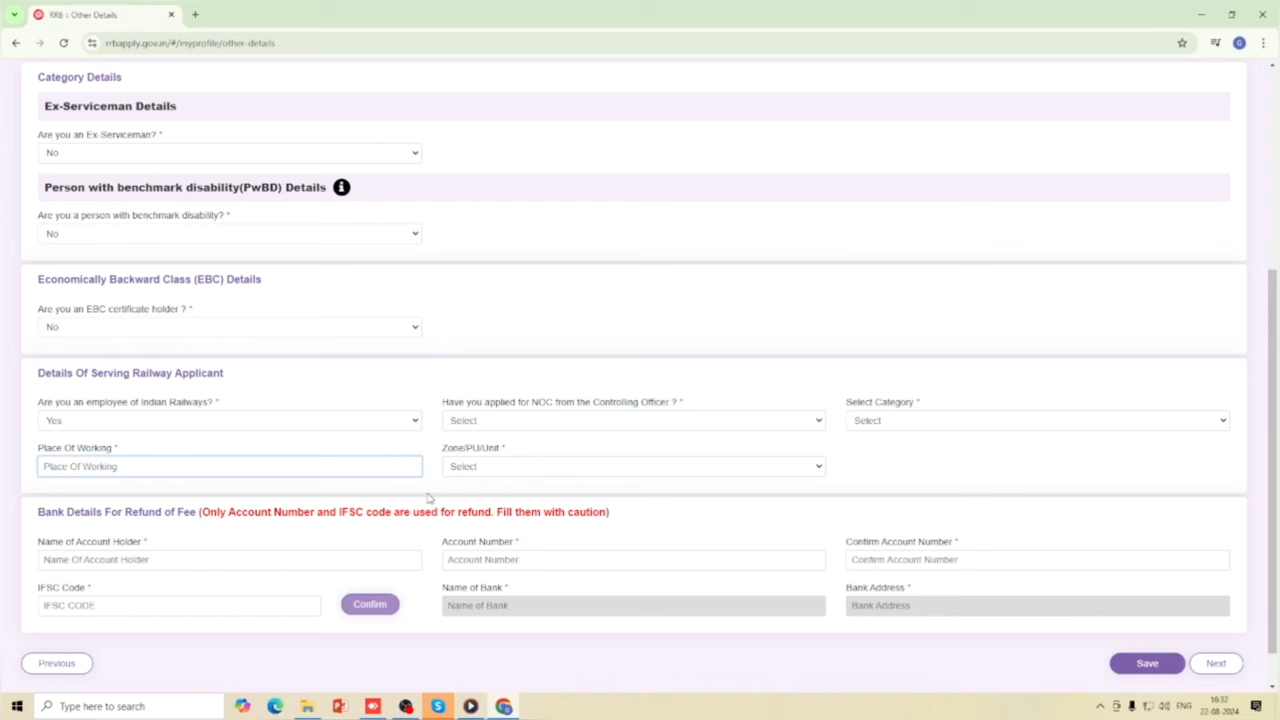 RRB :: Other Details
rrbapply.gov.in/#/myprofile/other-details
G
Category Details
Ex-Serviceman Details
Are you an Ex-Serviceman? *
No
Person with benchmark disability(PwBD) Details i
Are you a person with benchmark disability? *
No
Economically Backward Class (EBC) Details
Are you an EBC certificate holder ? *
No
Details Of Serving Railway Applicant
Are you an employee of Indian Railways? * Have you applied for NOC from the Controlling Officer ? * Select Category *
Yes Select Select
Place Of Working * Zone/PU/Unit *
Place Of Working Select
Bank Details For Refund of Fee (Only Account Number and IFSC code are used for refund. Fill them with caution)
Name of Account Holder * Account Number * Confirm Account Number *
Name Of Account Holder Account Number Confirm Account Number
IFSC Code * Name of Bank * Bank Address *
IFSC CODE Confirm Name of Bank Bank Address
Previous Save Next
Type here to search ENG 16:32
22-08-2024